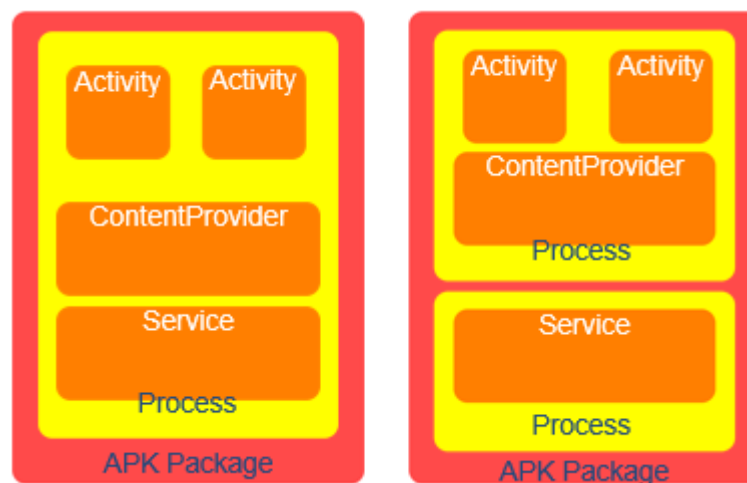 Activity Activity
ContentProvider
Service
Process
APK Package
Activity Activity
ContentProvider
Process
Service
Process
APK Package